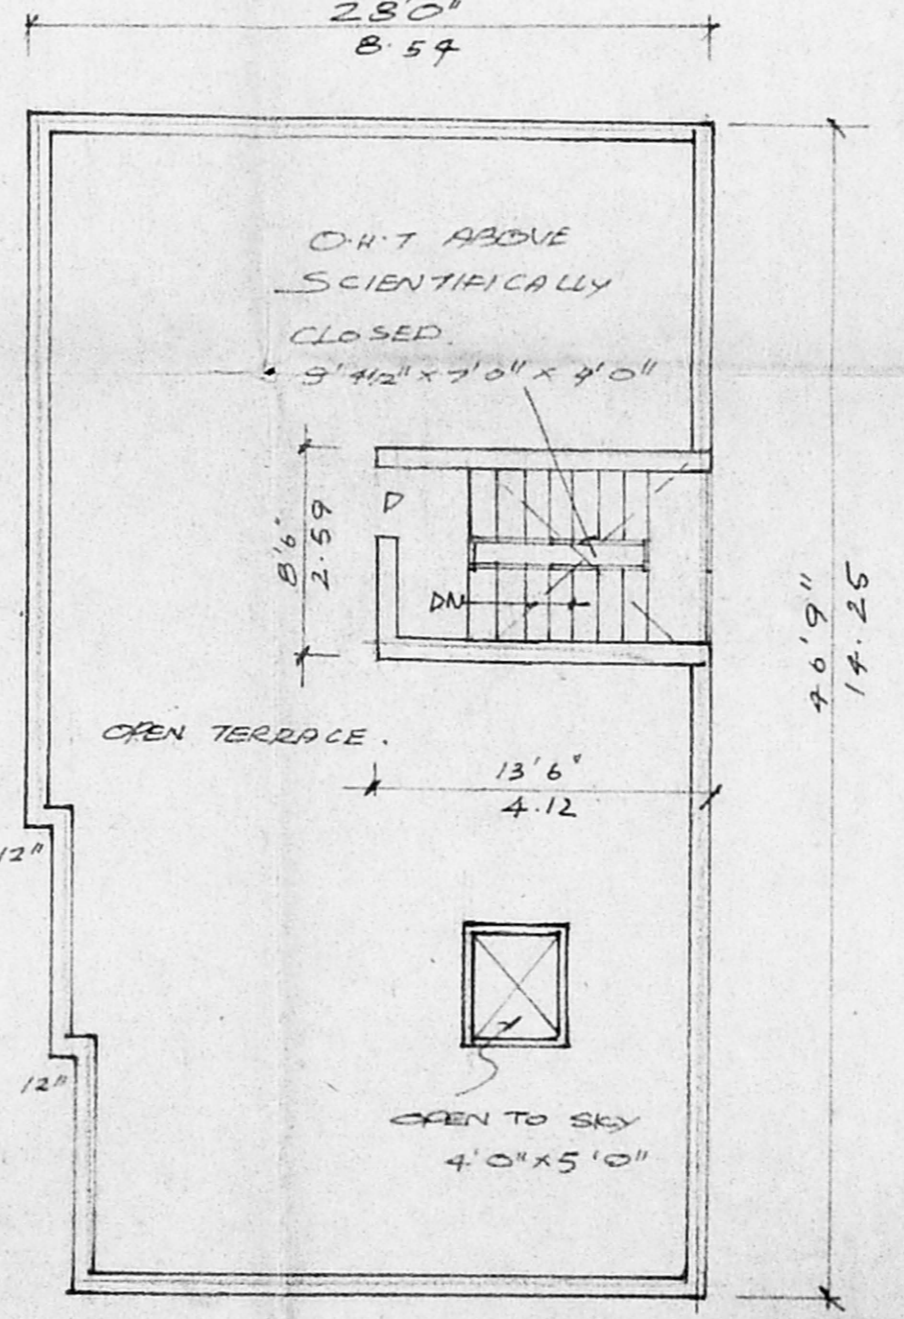 28'0"
8.54
O.H.T ABOVE
SCIENTIFICALLY
CLOSED.
9'4½" x 7'0" x 4'0"
D
8'6"
2.59
DN
46'9"
14.25
OPEN TERRACE.
13'6"
4.12
12"
12"
OPEN TO SKY
4'0" x 5'0"